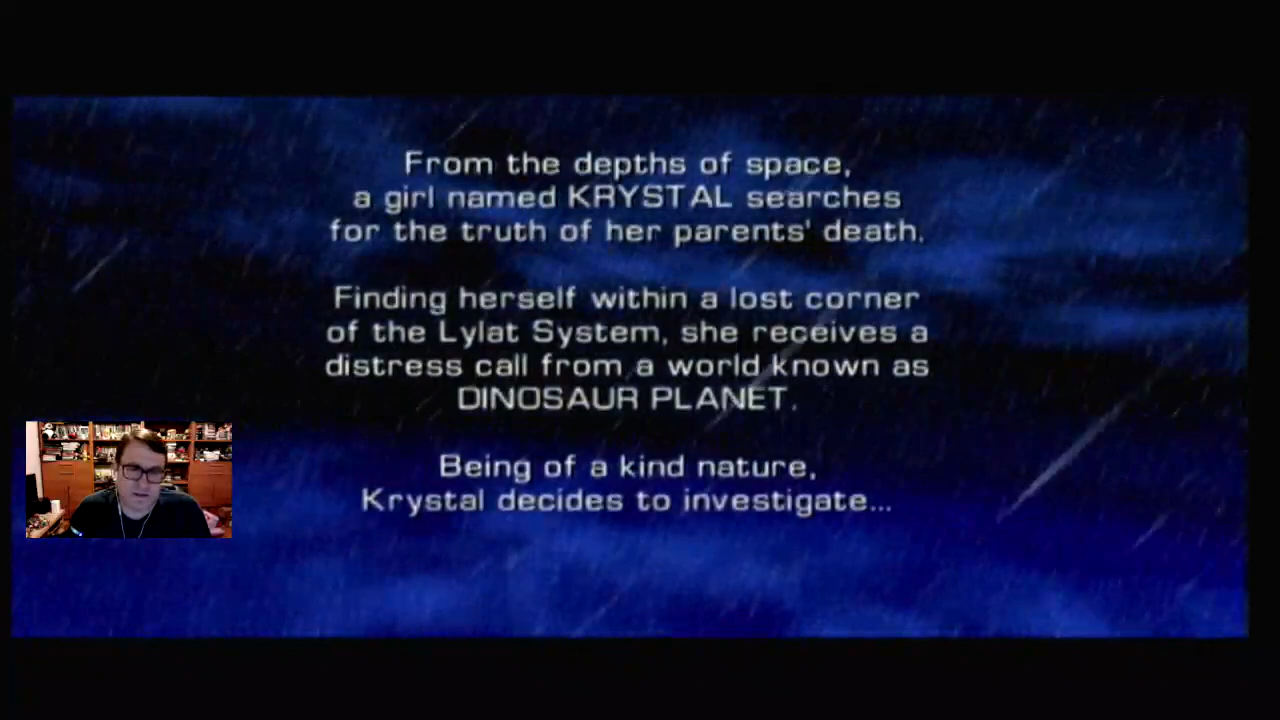 From the depths of space,
a girl named KRYSTAL searches
for the truth of her parents' death.
Finding herself within a lost corner
of the Lylat System, she receives a
distress call from a world known as
DINOSAUR PLANET.
Being of a kind nature,
Krystal decides to investigate...